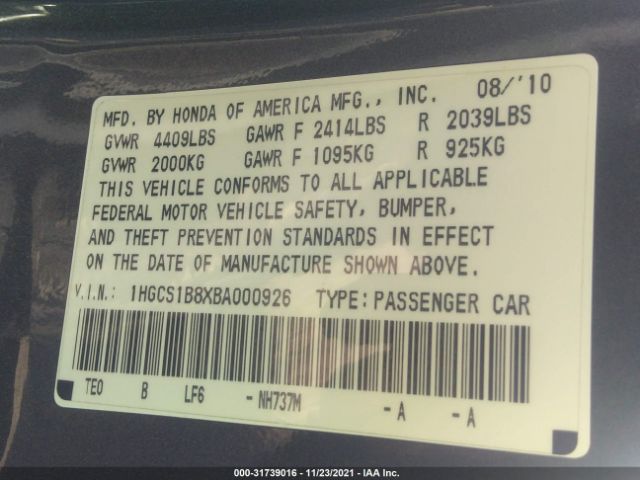 MFD. BY HONDA OF AMERICA MFG., INC. 08/'10
GVWR 4409LBS GAWR F 2414LBS R 2039LBS
GVWR 2000KG GAWR F 1095KG R 925KG
THIS VEHICLE CONFORMS TO ALL APPLICABLE
FEDERAL MOTOR VEHICLE SAFETY, BUMPER,
AND THEFT PREVENTION STANDARDS IN EFFECT
ON THE DATE OF MANUFACTURE SHOWN ABOVE.
V.I.N.: 1HGCS1B8XBA000926 TYPE: PASSENGER CAR
TEO B LF6 -NH737M -A -A
000-31739016 - 11/23/2021 - IAA Inc.